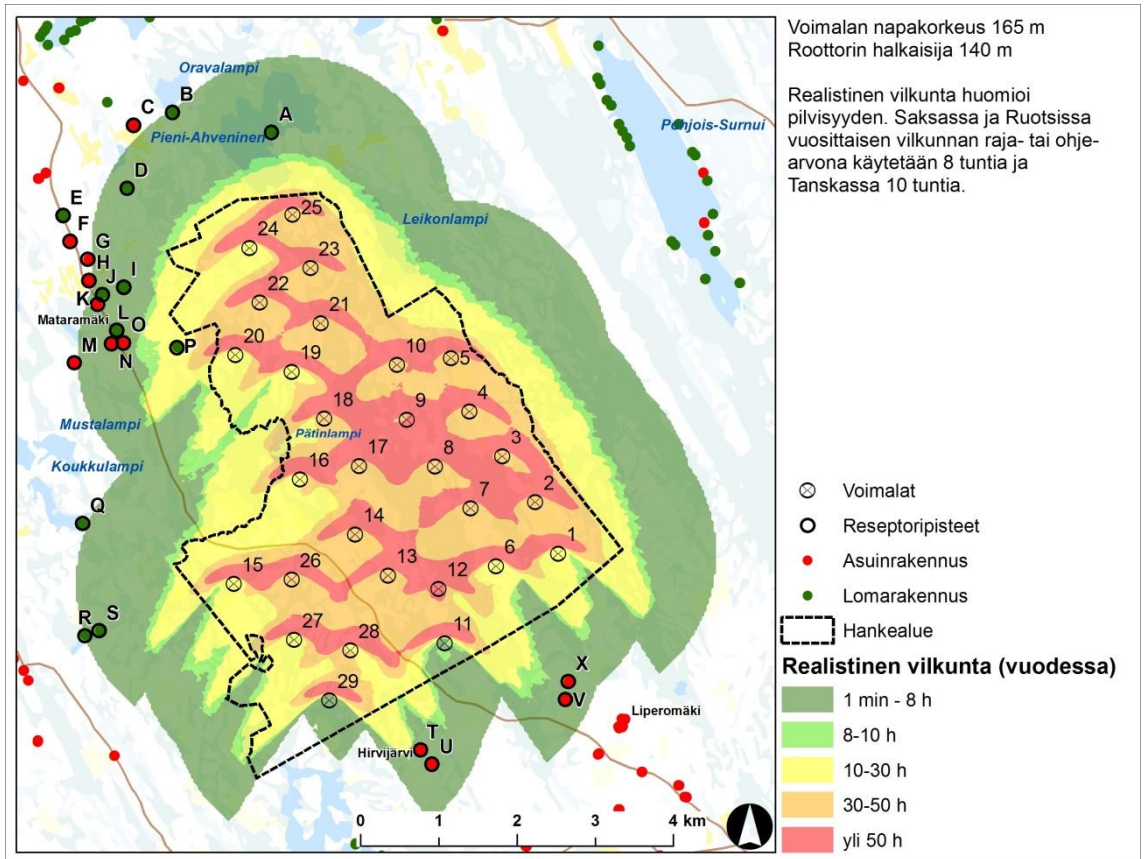 Voimalan napakorkeus 165 m
Roottorin halkaisija 140 m
Realistinen vilkunta huomioi
pilvisyyden. Saksassa ja Ruotsissa
vuosittaisen vilkunnan raja- tai ohje-
arvona käytetään 8 tuntia ja
Tanskassa 10 tuntia.
Oravalampi
B
C
A
Pieni-Ahveninen
Pohjois-Surnui
D
E
Leikonlampi
F
25
24
G
H
23
J
I
22
K
21
Mataramäki
L
O
20
P
M
N
19
10
5
4
18
9
Mustalampi
Pätinlampi
3
17
8
Koukkulampi
16
2
7
Q
14
1
6
13
15
26
12
R
S
27
28
11
X
29
V
Liperomäki
T
Hirvijärvi
U
0
1
2
3
4 km
Voimalat
Reseptoripisteet
Asuinrakennus
Lomarakennus
Hankealue
Realistinen vilkunta (vuodessa)
1 min - 8 h
8-10 h
10-30 h
30-50 h
yli 50 h